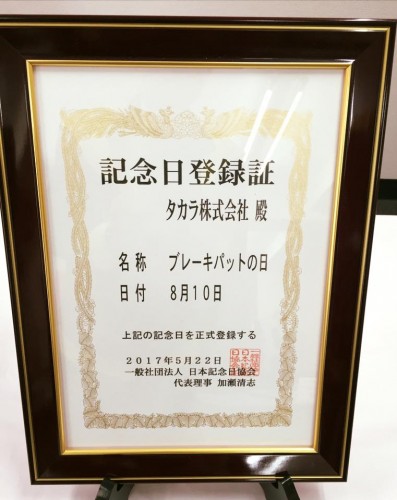 記念日登録証
タカラ株式会社 殿
名称 ブレーキパットの日
日付 8月10日
上記の記念日を正式登録する
2017年5月22日
一般社団法人 日本記念日協会
代表理事 加瀬清志